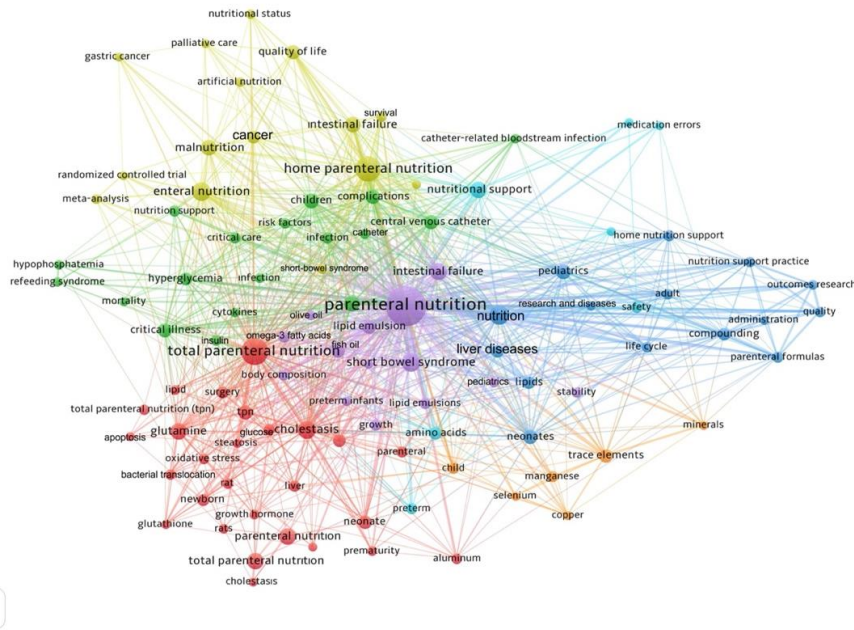 nutritional status
palliative care
quality of life
gastric cancer
artificial nutrition
survival
intestinal failure
medication errors
cancer
catheter-related bloodstream infection
malnutrition
home parenteral nutrition
randomized controlled trial
enteral nutrition
nutritional support
meta-analysis
children
complications
nutrition support
risk factors
central venous catheter
catheter
critical care
infection
home nutrition support
hypophosphatemia
short-bowel syndrome
intestinal failure
pediatrics
nutrition support practice
refeeding syndrome
hyperglycemia
infection
outcomes research
mortality
parenteral nutrition
research and diseases
adult
safety
cytokines
olive oil
nutrition
quality
administration
critical illness
lipid emulsion
compounding
insulin
omega-3 fatty acids
fish oil
total parenteral nutrition
liver diseases
life cycle
parenteral formulas
short bowel syndrome
body composition
pediatrics
lipids
lipid
surgery
stability
total parenteral nutrition (tpn)
tpn
preterm infants
lipid emulsions
apoptosis
glutamine
glucose
cholestasis
growth
amino acids
neonates
minerals
steatosis
parenteral
oxidative stress
trace elements
bacterial translocation
child
rat
liver
manganese
newborn
selenium
growth hormone
preterm
copper
glutathione
rats
neonate
parenteral nutrition
prematurity
aluminum
total parenteral nutrition
cholestasis